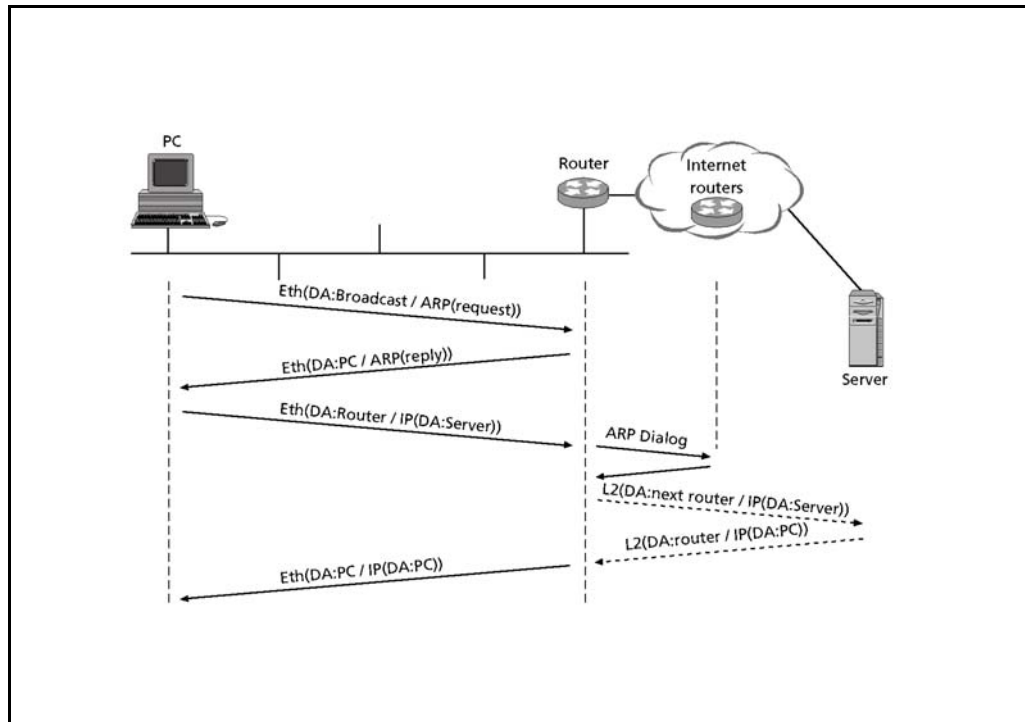 PC
Router
Internet
routers
Eth(DA:Broadcast / ARP(request))
Eth(DA:PC / ARP(reply))
Server
Eth(DA:Router / IP(DA:Server))
ARP Dialog
L2(DA:next router / IP(DA:Server))
L2(DA:router / IP(DA:PC))
Eth(DA:PC / IP(DA:PC))